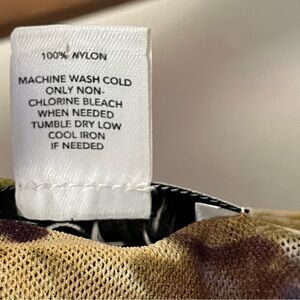 100% NYLON
MACHINE WASH COLD
ONLY NON-
CHLORINE BLEACH
WHEN NEEDED
TUMBLE DRY LOW
COOL IRON
IF NEEDED